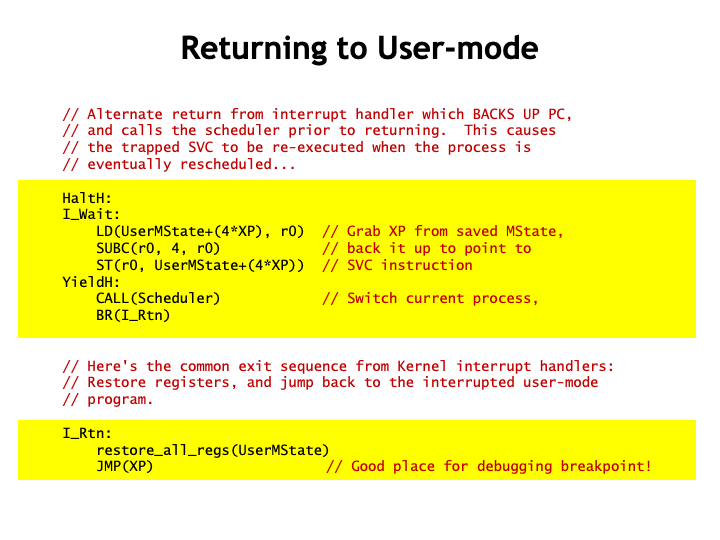 Returning to User-mode
// Alternate return from interrupt handler which BACKS UP PC,
// and calls the scheduler prior to returning.  This causes
// the trapped SVC to be re-executed when the process is
// eventually rescheduled...
HaltH:
I_Wait:
    LD(UserMState+(4*XP), r0)  // Grab XP from saved MState,
    SUBC(r0, 4, r0)            // back it up to point to
    ST(r0, UserMState+(4*XP))  // SVC instruction
YieldH:
    CALL(Scheduler)            // Switch current process,
    BR(I_Rtn)
// Here's the common exit sequence from Kernel interrupt handlers:
// Restore registers, and jump back to the interrupted user-mode
// program.
I_Rtn:
    restore_all_regs(UserMState)
    JMP(XP)                    // Good place for debugging breakpoint!